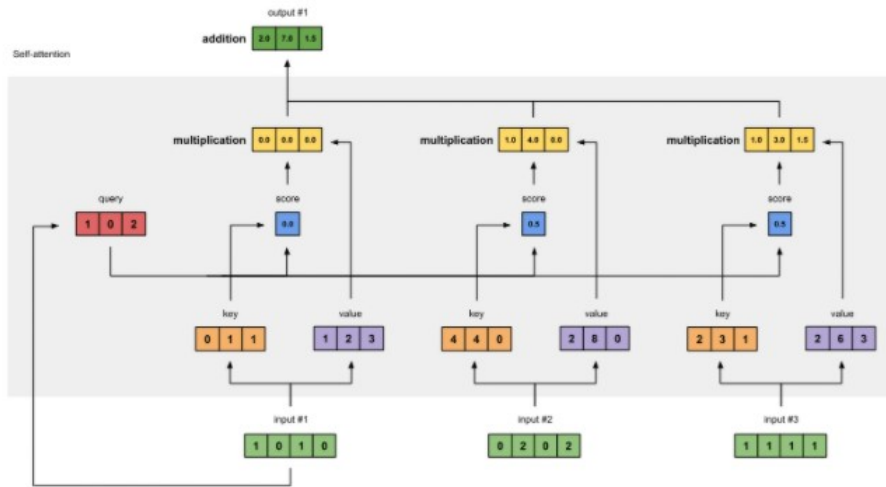 output #1
addition 2.0 7.0 1.5
Self-attention
multiplication 0.0 0.0 0.0 multiplication 1.0 4.0 0.0 multiplication 1.0 3.0 1.5
query score score score
1 0 2 0.0 0.5 0.5
key value key value key value
0 1 1 1 2 3 4 4 0 2 8 0 2 3 1 2 6 3
input #1 input #2 input #3
1 0 1 0 0 2 0 2 1 1 1 1